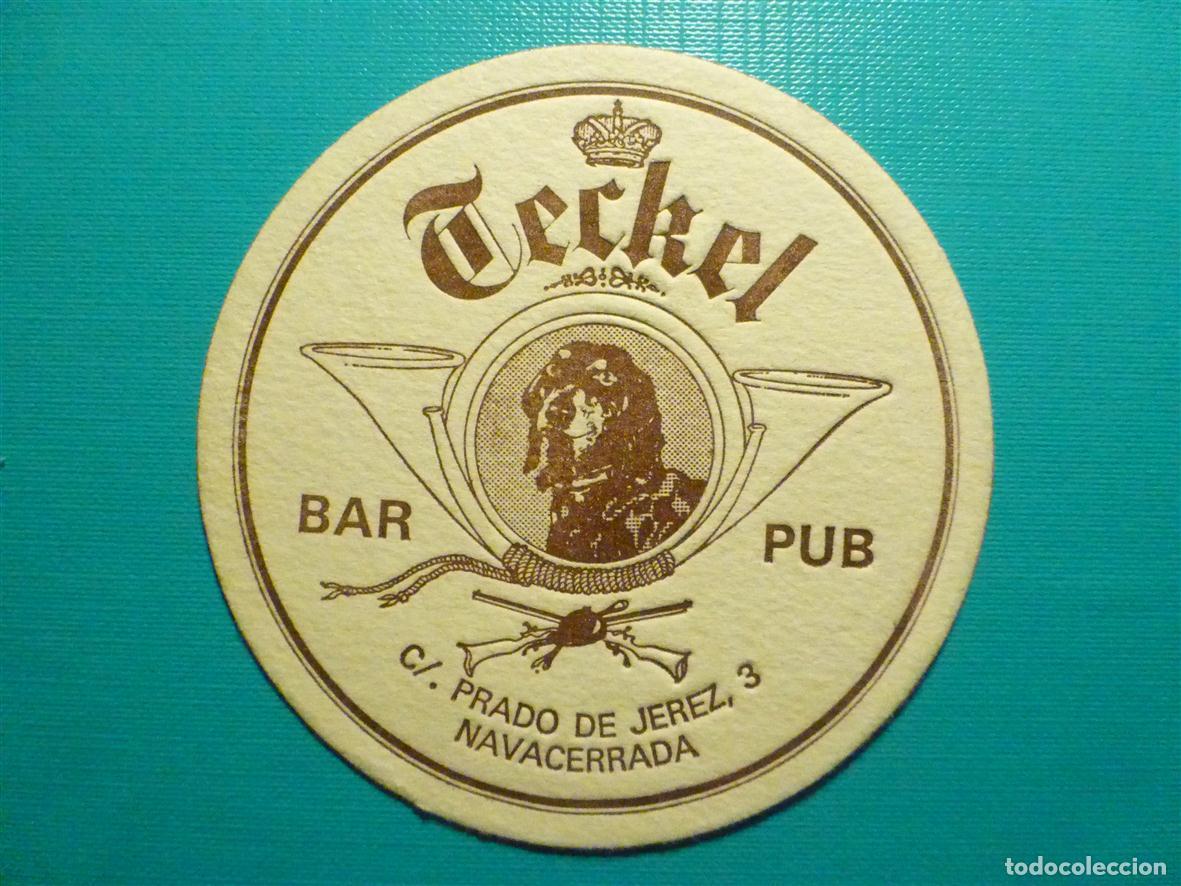 Teckel
BAR
PUB
C/. PRADO DE JEREZ, 3
NAVACERRADA
todocoleccion